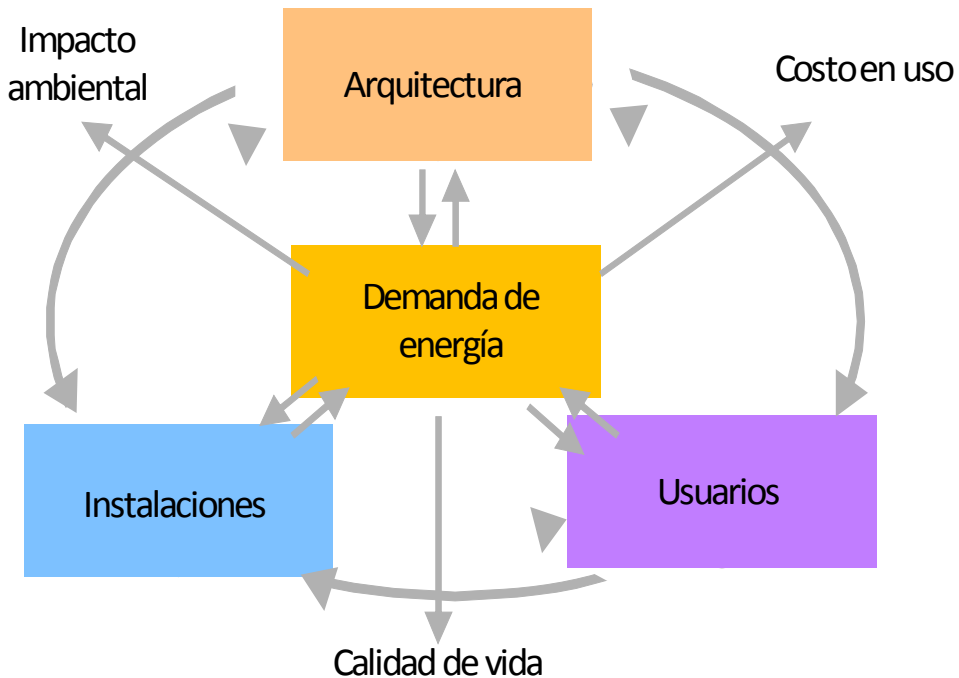 Impacto
ambiental
Arquitectura
Costo en uso
Demanda de
energía
Instalaciones
Usuarios
Calidad de vida